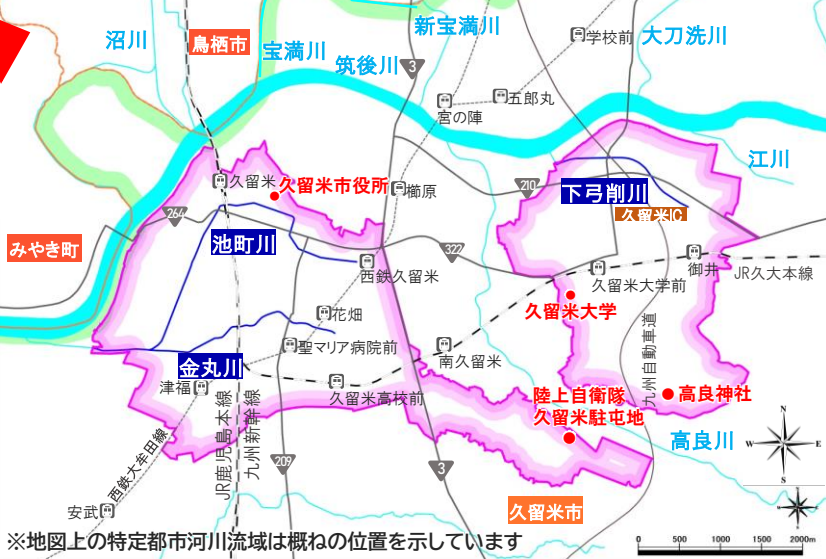 沼川
鳥栖市
宝満川
筑後川
新宝満川
3
学校前
大刀洗川
五郎丸
宮の陣
江川
久留米
久留米市役所
櫛原
210
下弓削川
久留米IC
264
みやき町
池町川
322
西鉄久留米
御井
久留米大学前
JR久大本線
久留米大学
花畑
聖マリア病院前
南久留米
九州自動車道
金丸川
津福
久留米高校前
陸上自衛隊
久留米駐屯地
高良神社
高良川
JR鹿児島本線
九州新幹線
西鉄大牟田線
209
3
安武
久留米市
N
W
E
S
N
※地図上の特定都市河川流域は概ねの位置を示しています
0 500 1000 1500 2000m